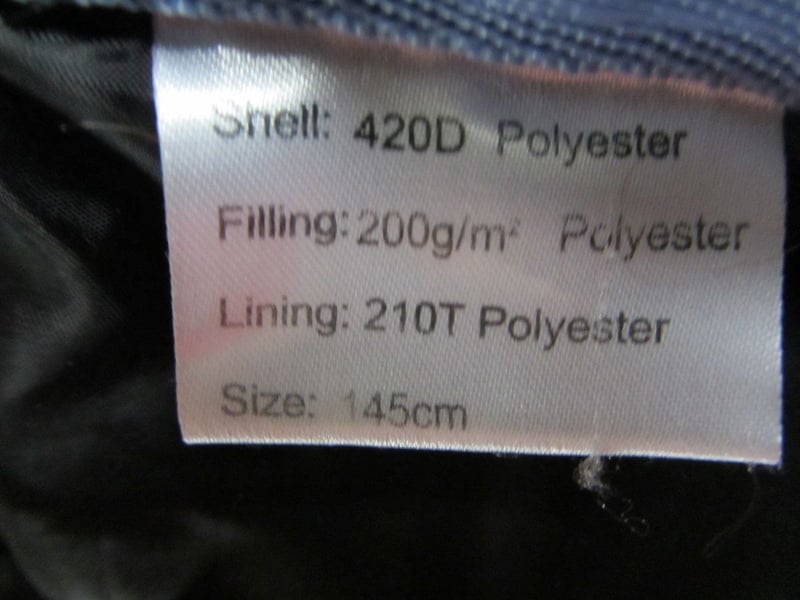 Shell: 420D Polyester
Filling: 200g/m² Polyester
Lining: 210T Polyester
Size: 145cm